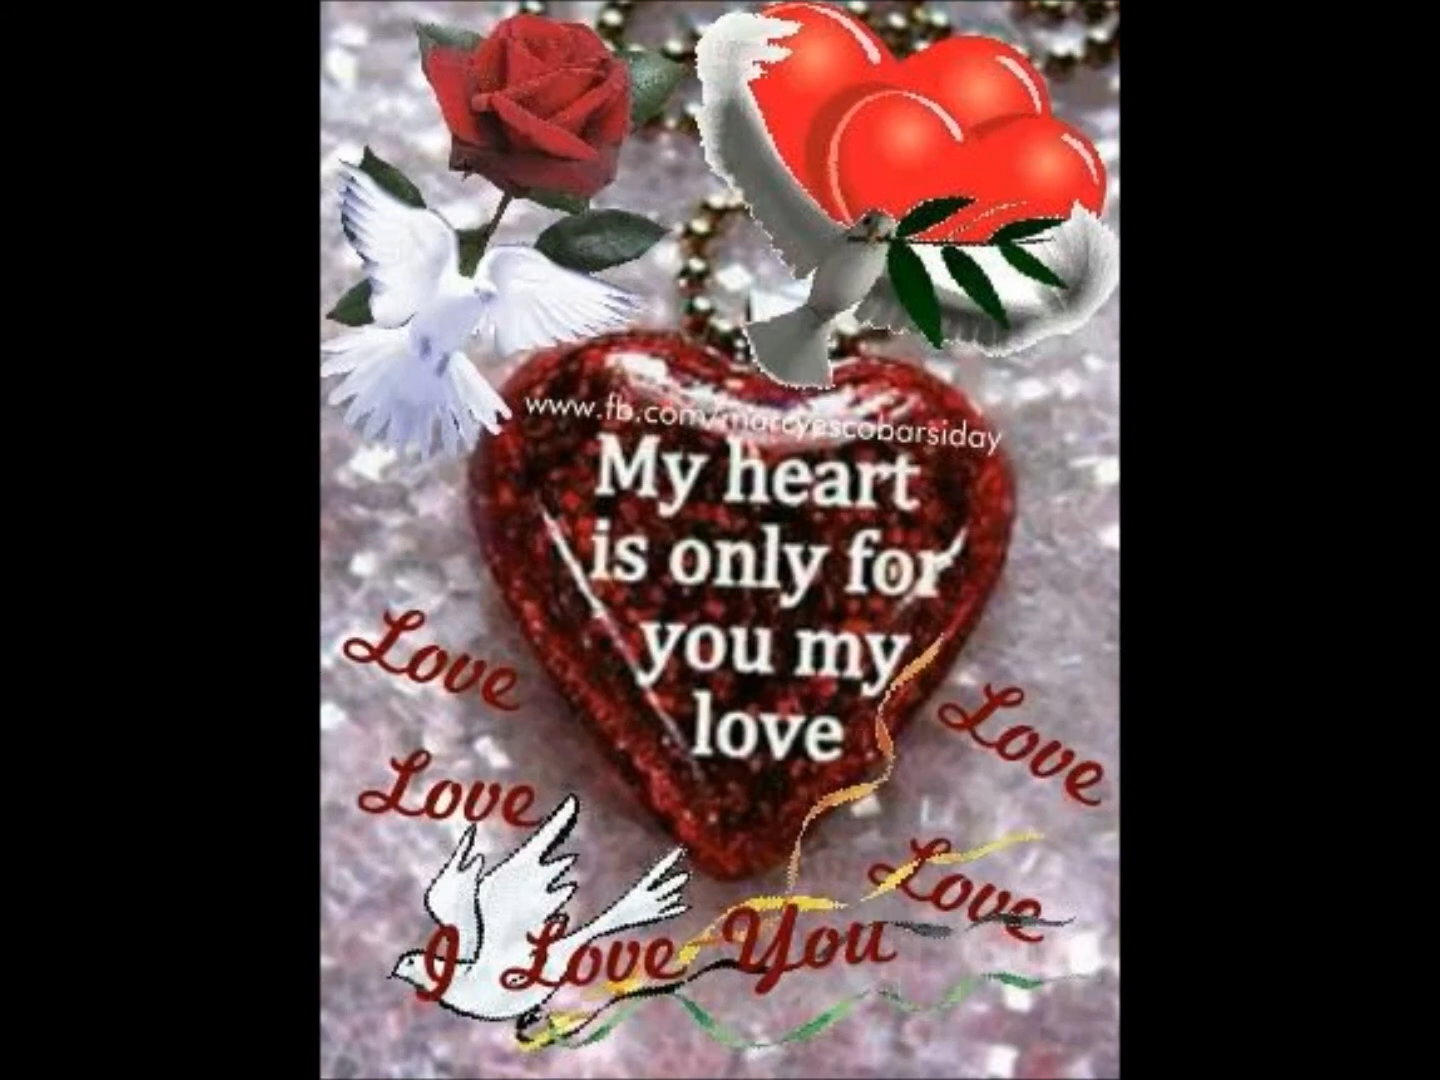 www.fb.com/marcyescobarsiday
My heart
is only for
you my
love
Love
Love
Love
Love
I Love You